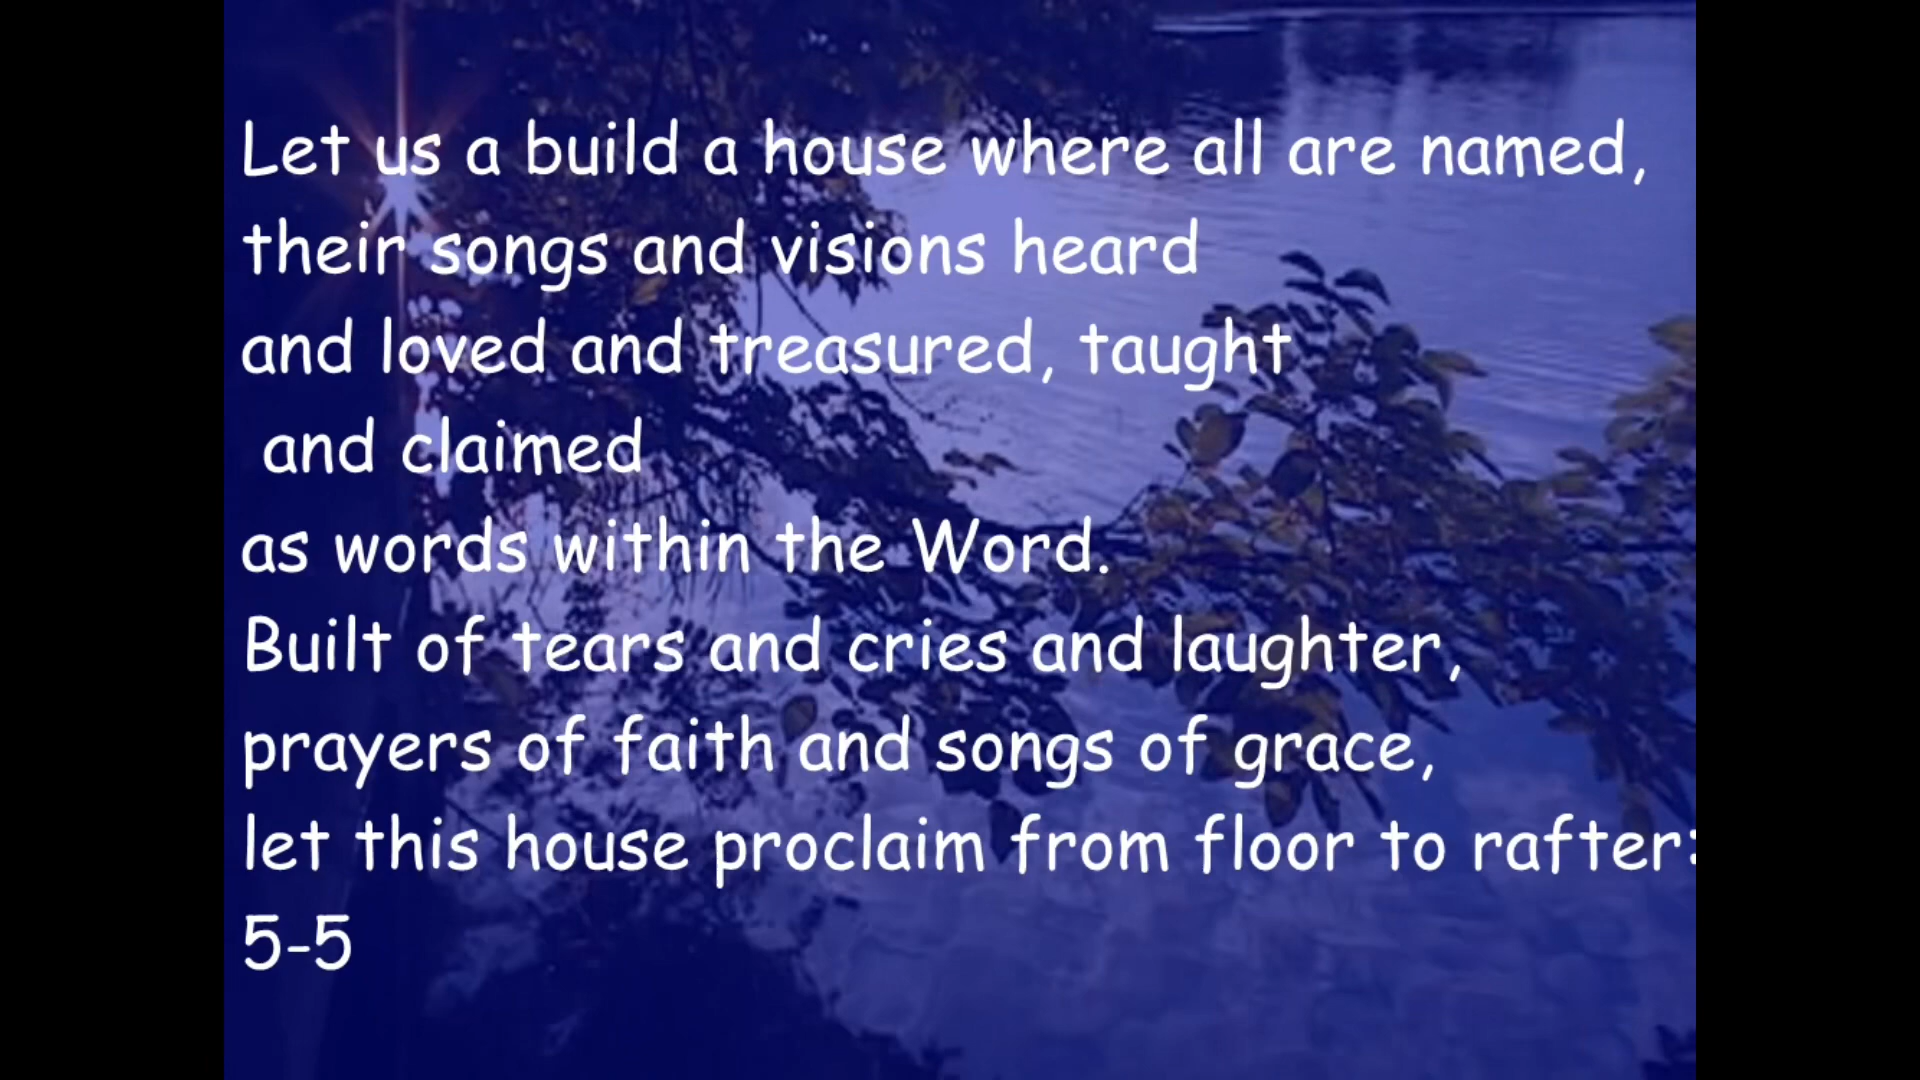 Let us a build a house where all are named,
their songs and visions heard
and loved and treasured, taught
and claimed
as words within the Word.
Built of tears and cries and laughter,
prayers of faith and songs of grace,
let this house proclaim from floor to rafter:
5-5